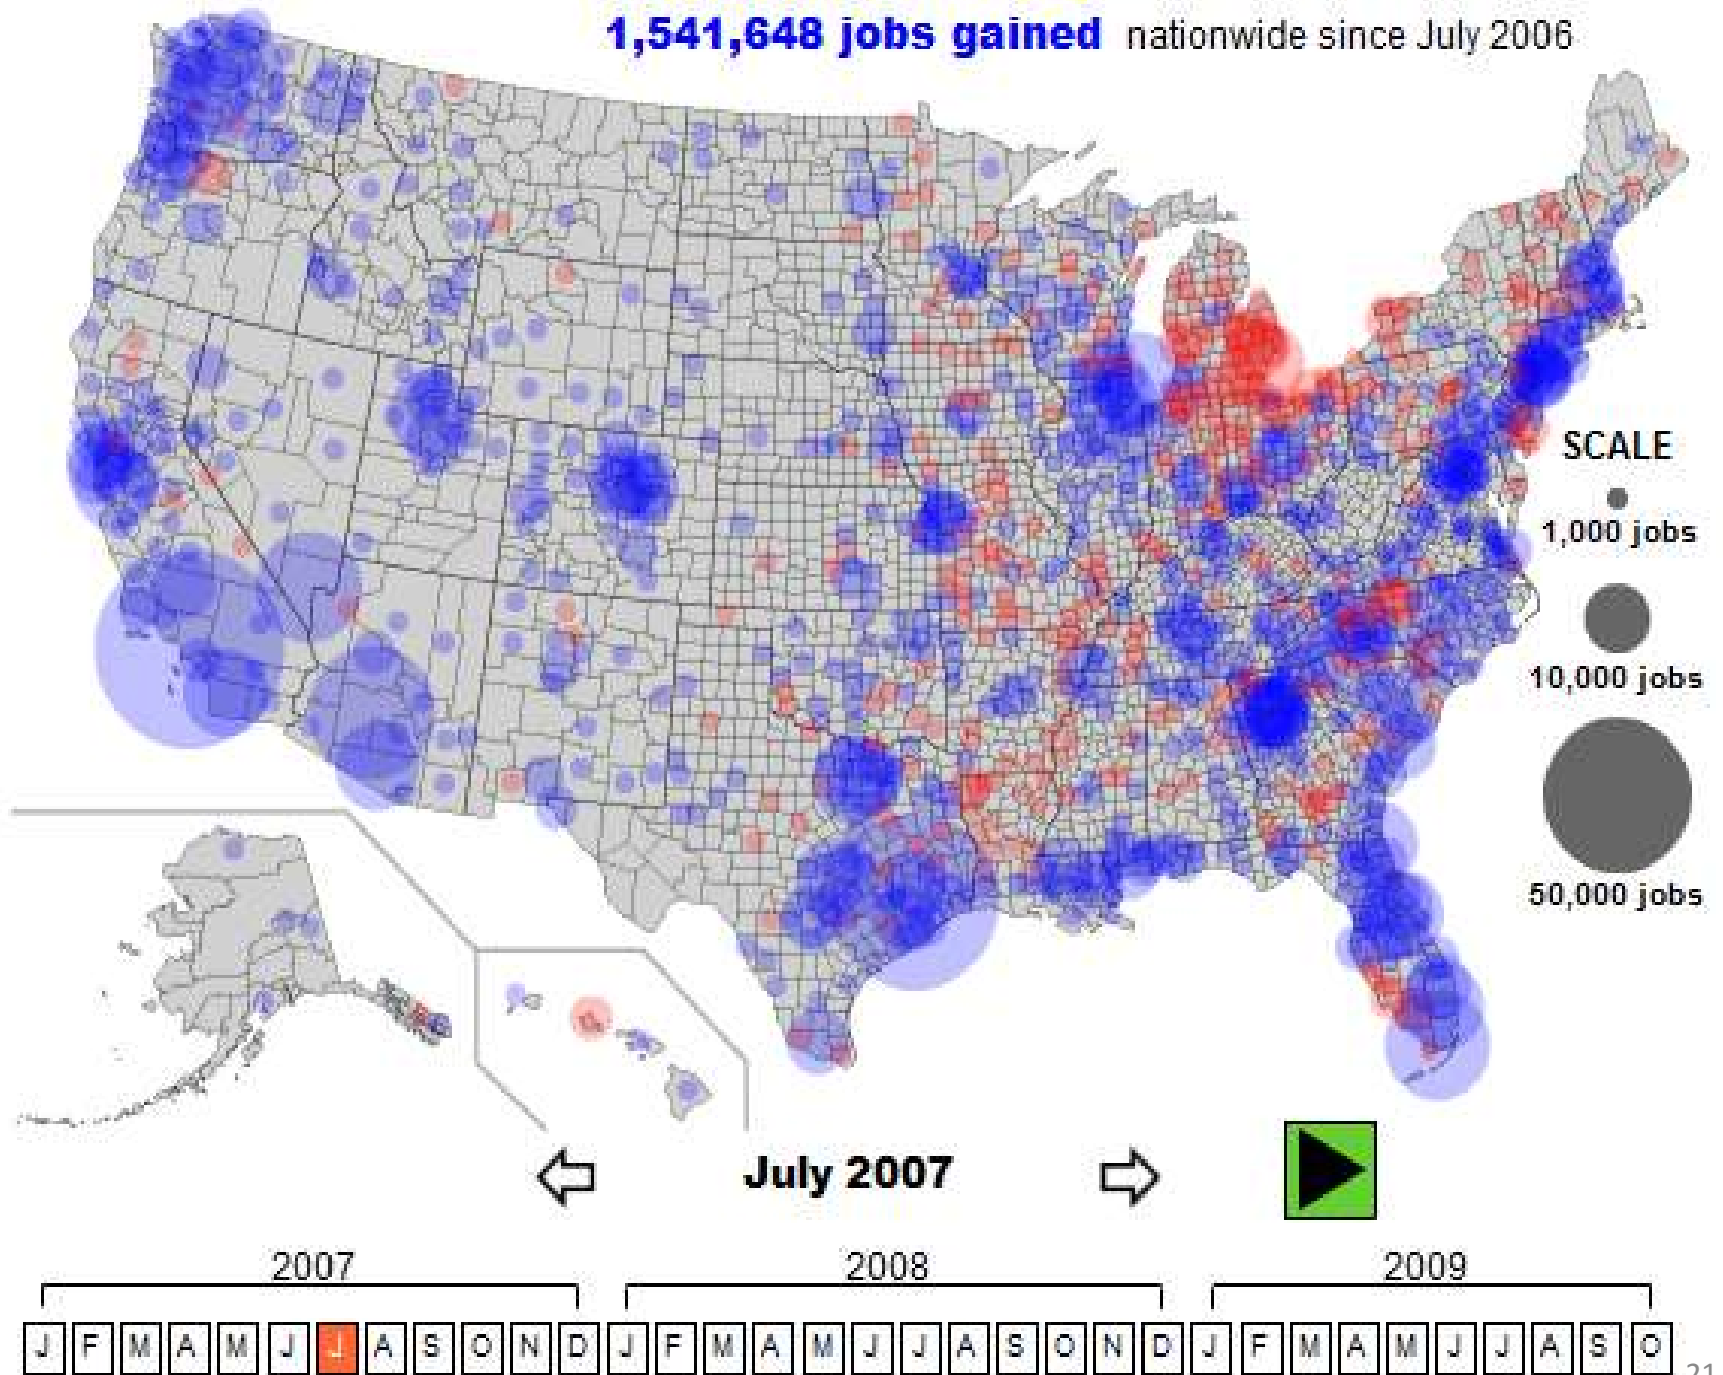 1,541,648 jobs gained nationwide since July 2006
SCALE
1,000 jobs
10,000 jobs
50,000 jobs
July 2007
2007 2008 2009
J F M A M J J A S O N D J F M A M J J A S O N D J F M A M J J A S O
21